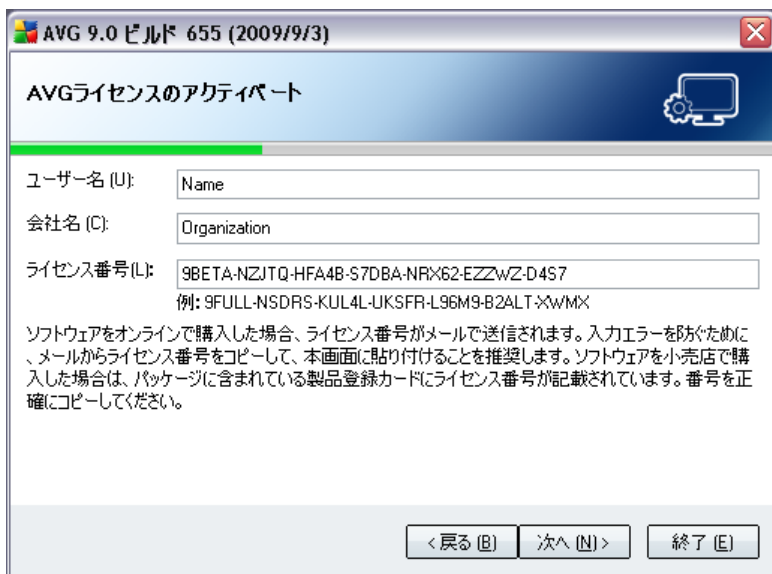 AVG 9.0 ビルド 655 (2009/9/3)
AVGライセンスのアクティベート
ユーザー名 (U):
Name
会社名 (C):
Organization
ライセンス番号(L):
9BETA-NZJTQ-HFA4B-S7DBA-NRX62-EZZWZ-D4S7
例: 9FULL-NSDRS-KUL4L-UKSFR-L96M9-B2ALT-XWMX
ソフトウェアをオンラインで購入した場合、ライセンス番号がメールで送信されます。入力エラーを防ぐために
、メールからライセンス番号をコピーして、本画面に貼り付けることを推奨します。ソフトウェアを小売店で購
入した場合は、パッケージに含まれている製品登録カードにライセンス番号が記載されています。番号を正
確にコピーしてください。
< 戻る (B)
次へ (N) >
終了 (E)